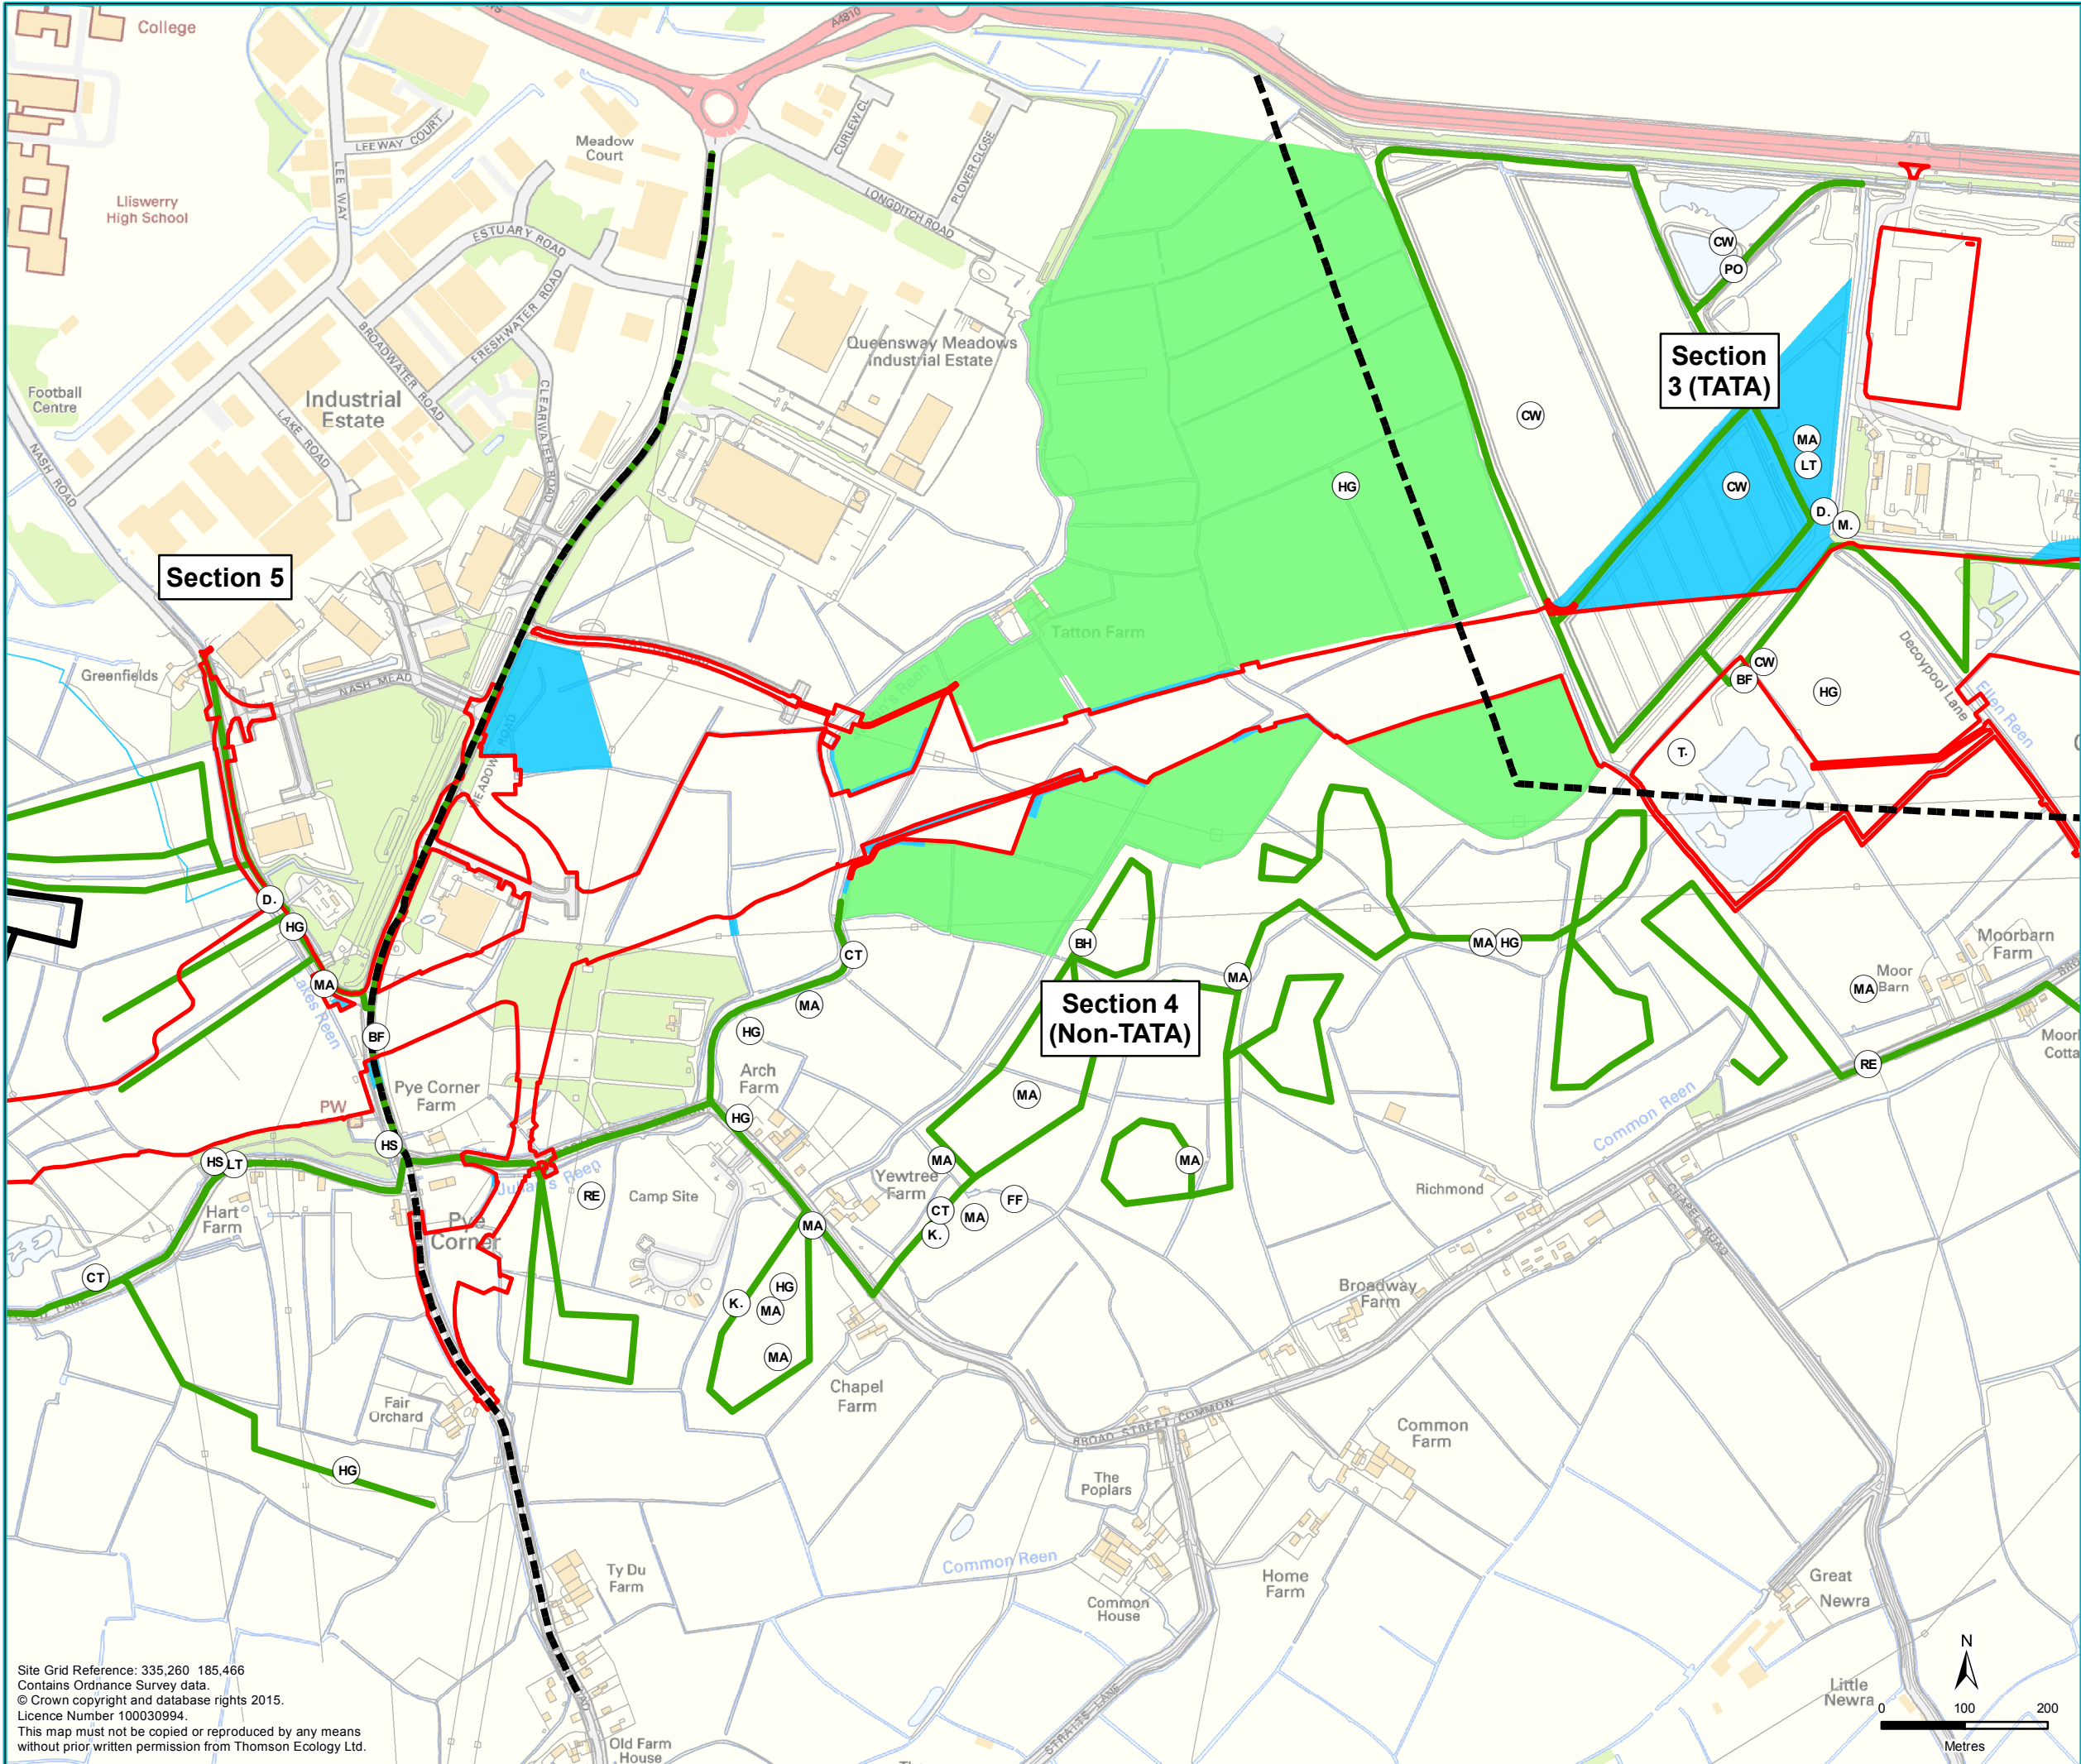 College
A4810
Lliswerry
High School
LEEWAY COURT
LEE WAY
Meadow
Court
CURLEW CL
PLOVER CLOSE
LONGDITCH ROAD
ESTUARY ROAD
FRESHWATER ROAD
BROADWATER ROAD
CLEARWATER ROAD
LAKE ROAD
NASH ROAD
Football
Centre
Industrial
Estate
Queensway Meadows
Industrial Estate
CW
PO
Section
3 (TATA)
CW
HG
MA
LT
CW
D.
M.
Section 5
Tatton Farm
Greenfields
NASH MEAD
MEADOWS ROAD
Decoypool Lane
Ellen Reen
CW
BF
HG
T.
D.
HG
MA
BF
HS
HS
LT
CT
HG
Pye Corner
Farm
PW
Hart
Farm
Pye
Corner
Fair
Orchard
CT
MA
HG
Arch
Farm
HG
RE
Camp Site
MA
K.
HG
MA
MA
BH
Section 4
(Non-TATA)
MA
MA
HG
MA
MA
Yewtree
Farm
CT
K.
MA
FF
MA
Moorbarn
Farm
Moor
Barn
MA
RE
Common Reen
Richmond
CHAPEL ROAD
Broadway
Farm
Chapel
Farm
BROAD STREET COMMON
Common
Farm
The
Poplars
Common Reen
Common
House
Home
Farm
Ty Du
Farm
Old Farm
House
STRATTS LANE
Great
Newra
Little
Newra
N
0 100 200
Metres
Site Grid Reference: 335,260 185,466
Contains Ordnance Survey data.
© Crown copyright and database rights 2015.
Licence Number 100030994.
This map must not be copied or reproduced by any means
without prior written permission from Thomson Ecology Ltd.